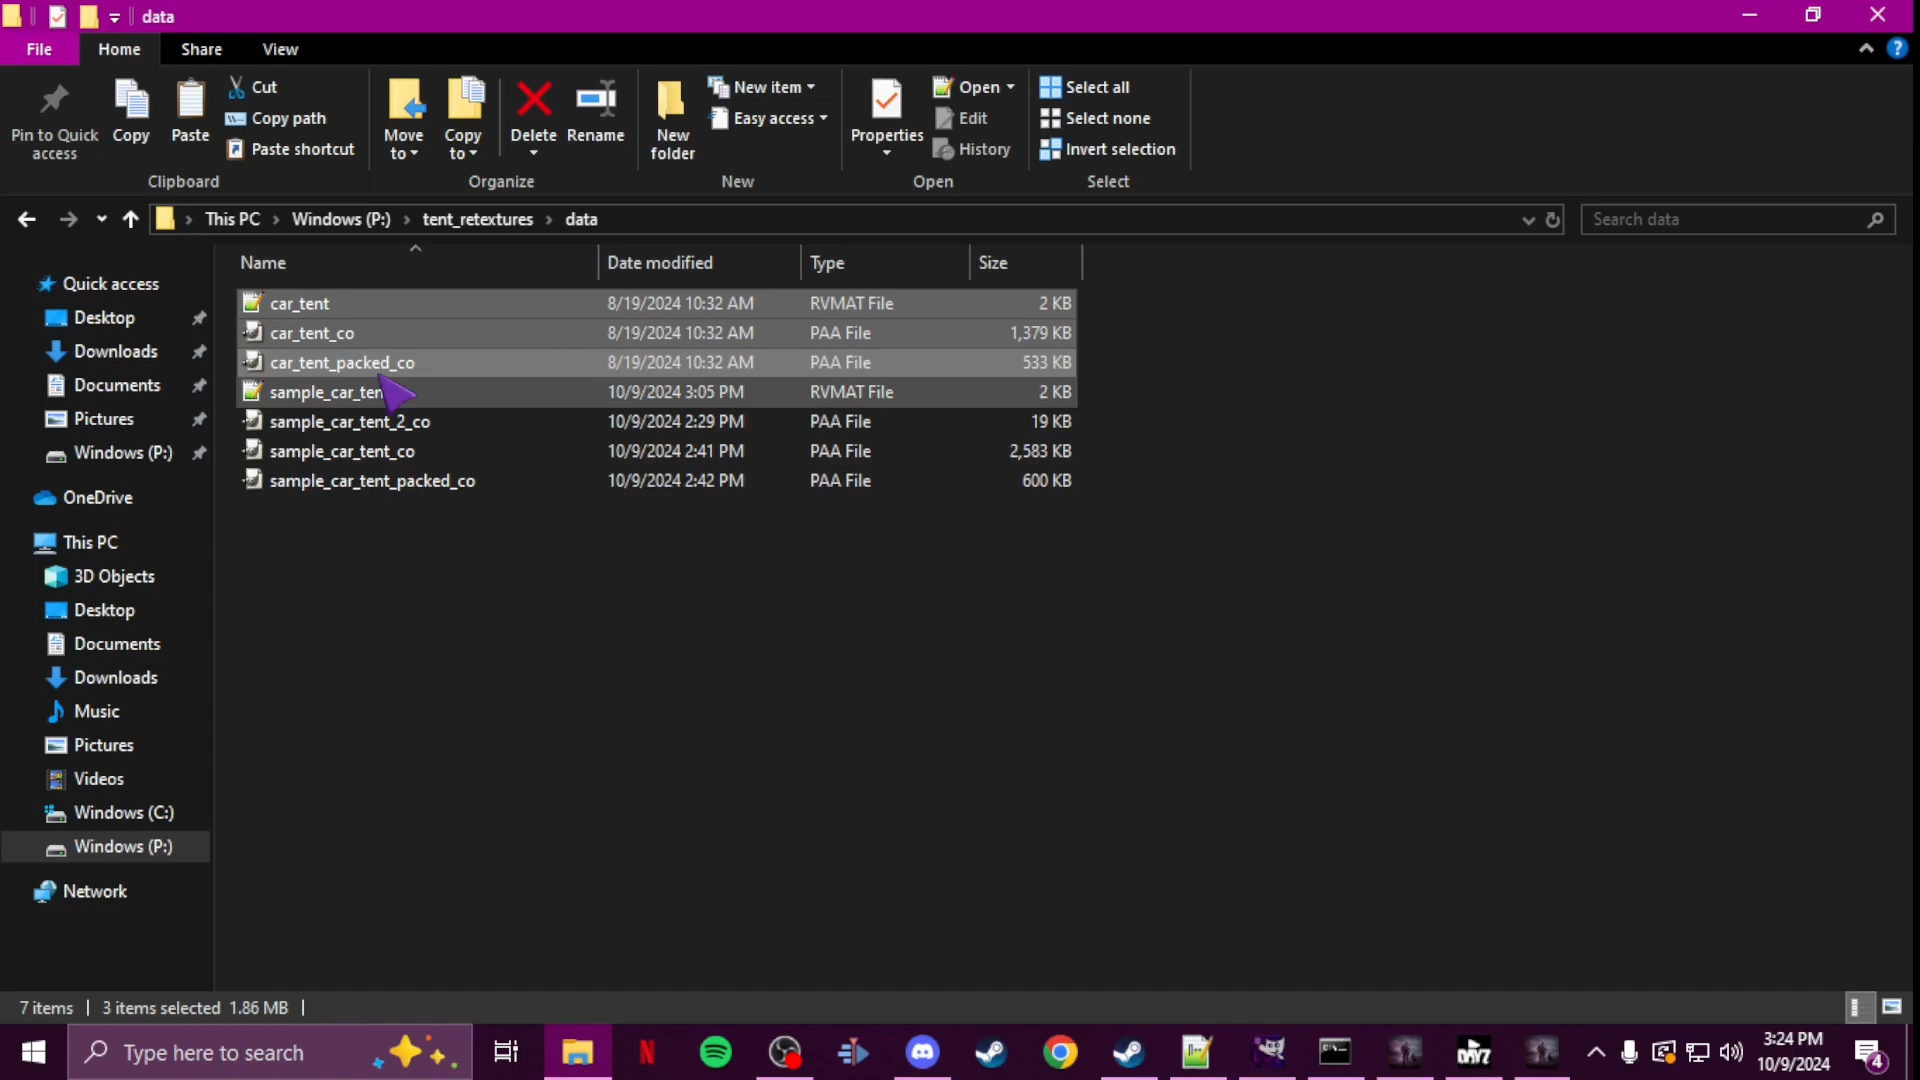 data
File Home Share View
Pin to Quick access
Copy
Paste
Cut
Copy path
Paste shortcut
Clipboard
Move to
Copy to
Delete
Rename
Organize
New folder
New item
Easy access
New
Properties
Open
Edit
History
Open
Select all
Select none
Invert selection
Select
This PC > Windows (P:) > tent_retextures > data
Search data
Name Date modified Type Size
car_tent 8/19/2024 10:32 AM RVMAT File 2 KB
car_tent_co 8/19/2024 10:32 AM PAA File 1,379 KB
car_tent_packed_co 8/19/2024 10:32 AM PAA File 533 KB
sample_car_ten 10/9/2024 3:05 PM RVMAT File 2 KB
sample_car_tent_2_co 10/9/2024 2:29 PM PAA File 19 KB
sample_car_tent_co 10/9/2024 2:41 PM PAA File 2,583 KB
sample_car_tent_packed_co 10/9/2024 2:42 PM PAA File 600 KB
Quick access
Desktop
Downloads
Documents
Pictures
Windows (P:)
OneDrive
This PC
3D Objects
Desktop
Documents
Downloads
Music
Pictures
Videos
Windows (C:)
Windows (P:)
Network
7 items 3 items selected 1.86 MB
Type here to search
N
DAYZ
3:24 PM
10/9/2024
4